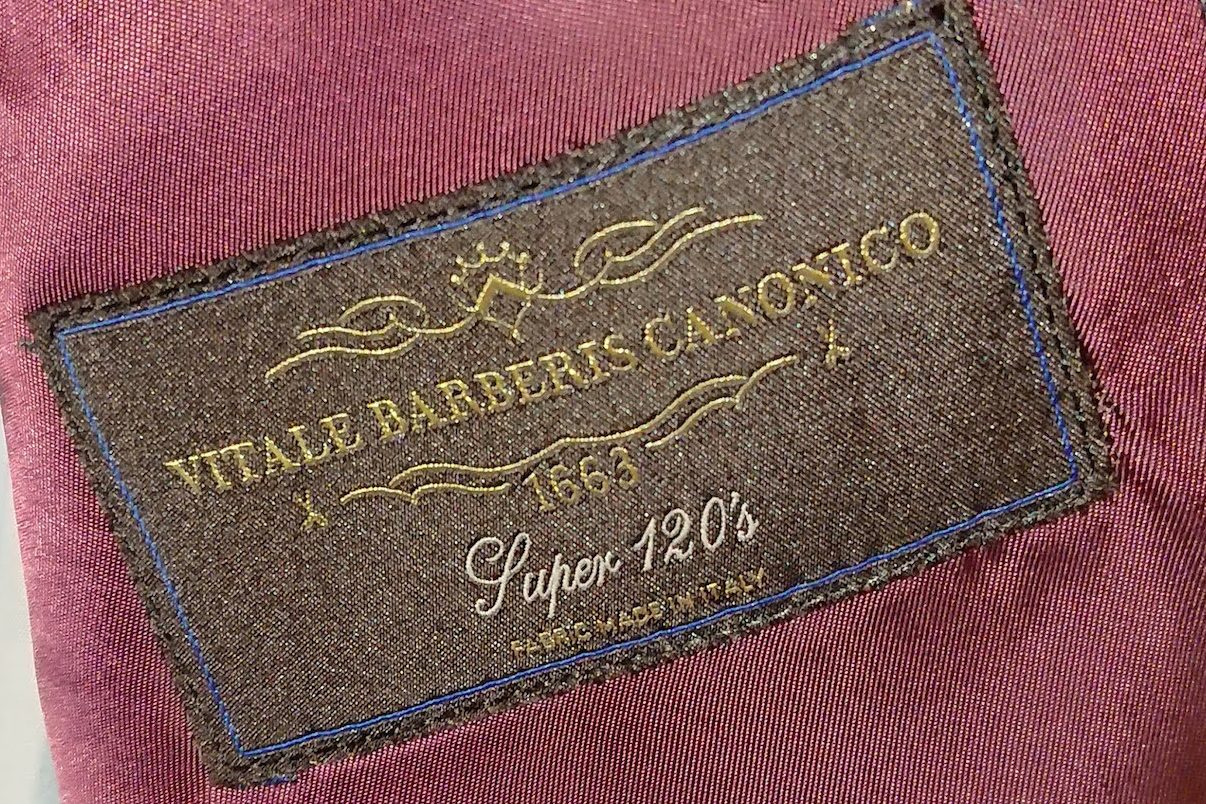 VITALE BARBERIS CANONICO
1663
Super 120's
FABRIC MADE IN ITALY